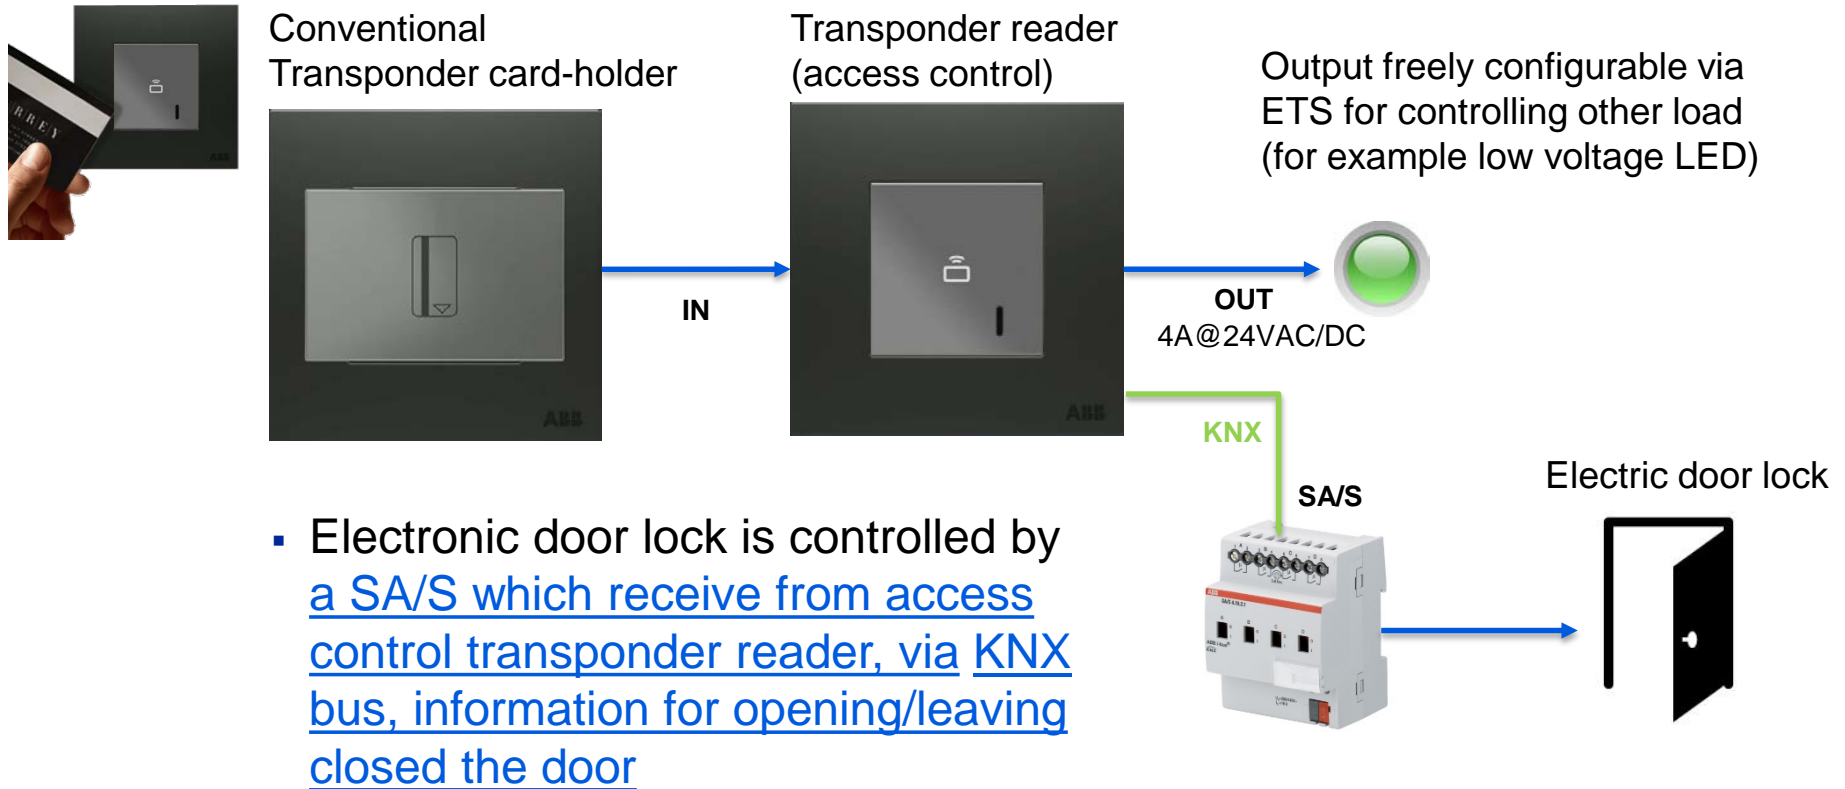 Conventional
Transponder card-holder
Transponder reader
(access control)
Output freely configurable via
ETS for controlling other load
(for example low voltage LED)
RREY
ABB
ABB
ABB
IN
OUT
4A@24VAC/DC
KNX
SA/S
Electric door lock
ABB
▪ Electronic door lock is controlled by
a SA/S which receive from access
control transponder reader, via KNX
bus, information for opening/leaving
closed the door